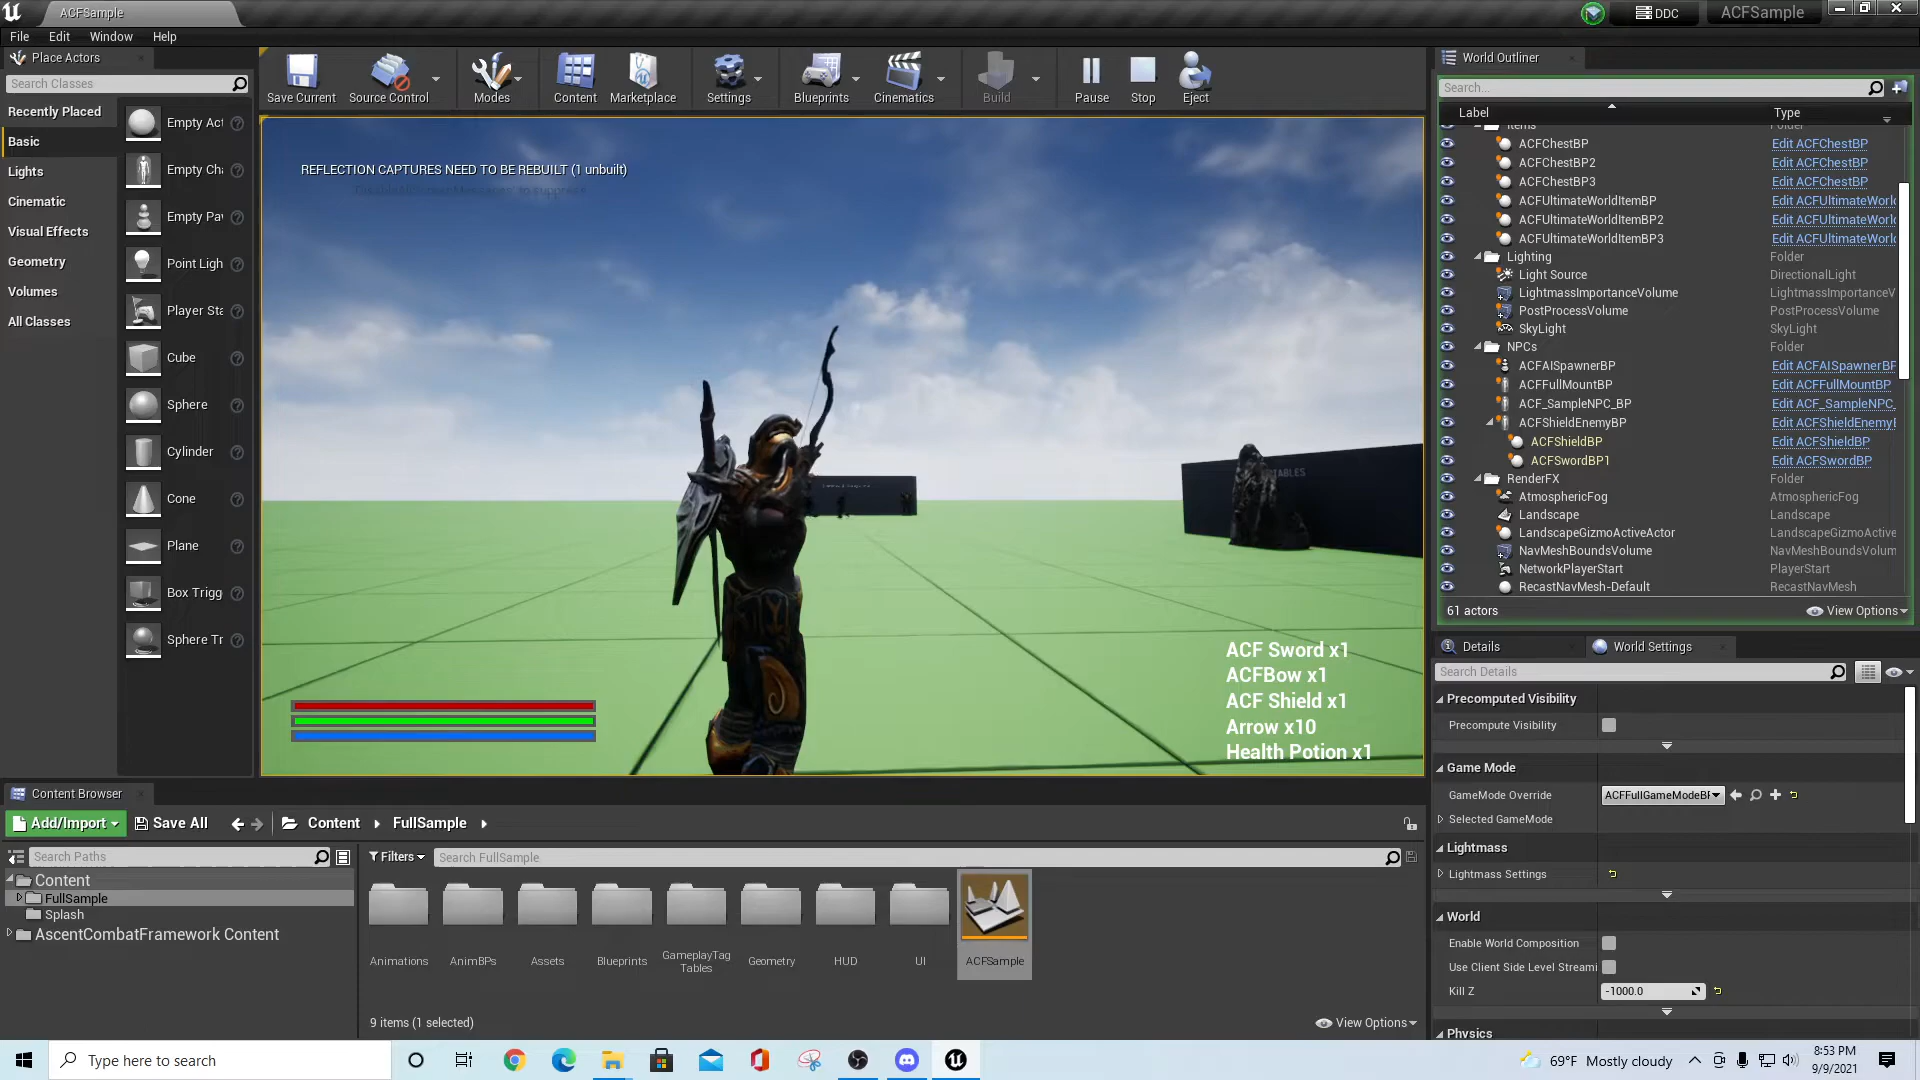 ACFSample
DDC
ACFSample
File Edit Window Help
Place Actors
Search Classes
Recently Placed
Basic
Lights
Cinematic
Visual Effects
Geometry
Volumes
All Classes
Empty Act
Empty Cha
Empty Paw
Point Ligh
Player Sta
Cube
Sphere
Cylinder
Cone
Plane
Box Trigg
Sphere Tr
Save Current
Source Control
Modes
Content
Marketplace
Settings
Blueprints
Cinematics
Build
Pause
Stop
Eject
REFLECTION CAPTURES NEED TO BE REBUILT (1 unbuilt)
ACF Sword x1
ACFBow x1
ACF Shield x1
Arrow x10
Health Potion x1
World Outliner
Search...
Label Type
Items Folder
ACFChestBP Edit ACFChestBP
ACFChestBP2 Edit ACFChestBP
ACFChestBP3 Edit ACFChestBP
ACFUltimateWorldItemBP Edit ACFUltimateWorld
ACFUltimateWorldItemBP2 Edit ACFUltimateWorld
ACFUltimateWorldItemBP3 Edit ACFUltimateWorld
Lighting Folder
Light Source DirectionalLight
LightmassImportanceVolume LightmassImportanceV
PostProcessVolume PostProcessVolume
SkyLight SkyLight
NPCs Folder
ACFAISpawnerBP Edit ACFAISpawnerBP
ACFFullMountBP Edit ACFFullMountBP
ACF_SampleNPC_BP Edit ACF_SampleNPC_
ACFShieldEnemyBP Edit ACFShieldEnemyB
ACFShieldBP Edit ACFShieldBP
ACFSwordBP1 Edit ACFSwordBP
RenderFX Folder
AtmosphericFog AtmosphericFog
Landscape Landscape
LandscapeGizmoActiveActor LandscapeGizmoActive
NavMeshBoundsVolume NavMeshBoundsVolum
NetworkPlayerStart PlayerStart
RecastNavMesh-Default RecastNavMesh
61 actors View Options
Details World Settings
Search Details
Precomputed Visibility
Precompute Visibility
Game Mode
GameMode Override ACFFullGameModeBP
Selected GameMode
Lightmass
Lightmass Settings
World
Enable World Composition
Use Client Side Level Streami
Kill Z -1000.0
Physics
Content Browser
Add/Import Save All Content FullSample
Search Paths
Content
FullSample
Splash
AscentCombatFramework Content
Filters Search FullSample
Animations
AnimBPs
Assets
Blueprints
GameplayTag
Tables
Geometry
HUD
UI
ACFSample
9 items (1 selected) View Options
Type here to search
69°F Mostly cloudy
8:53 PM
9/9/2021